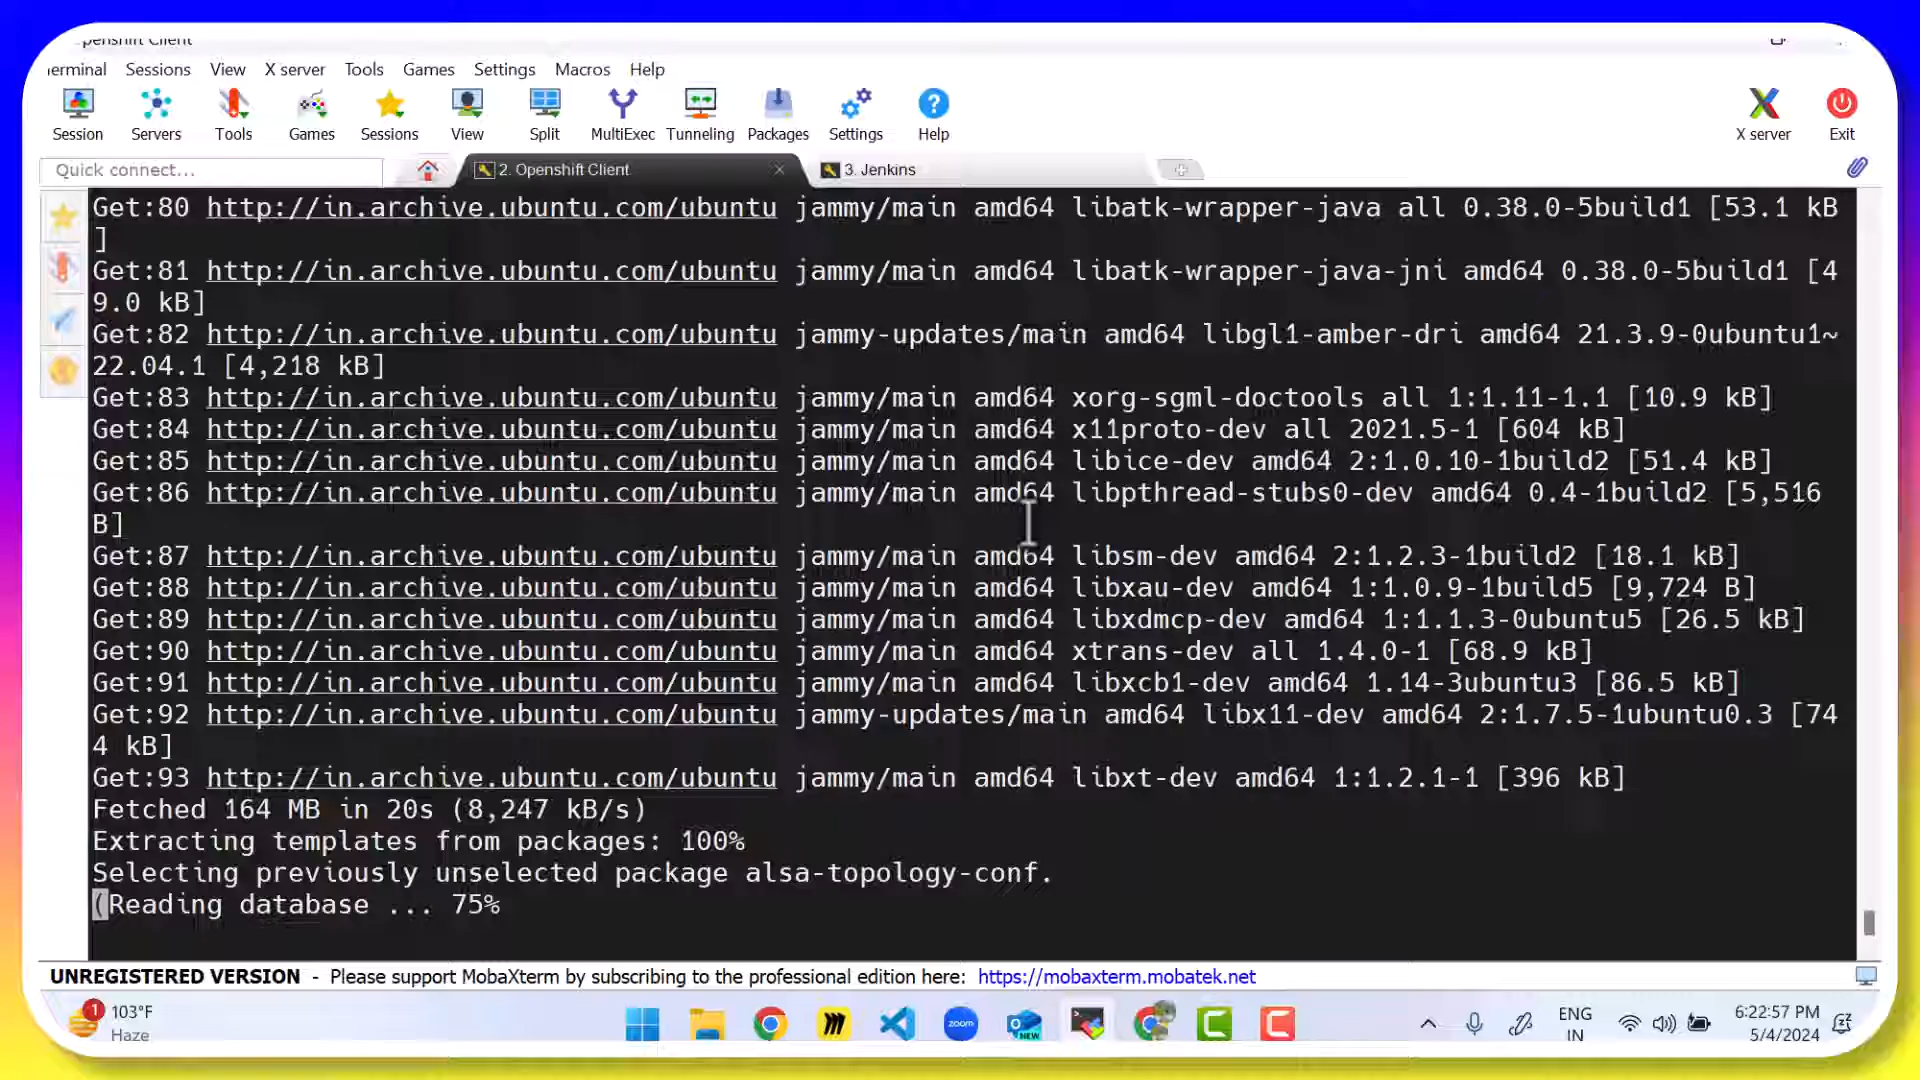 penshift Client
erminal Sessions View X server Tools Games Settings Macros Help
Session Servers Tools Games Sessions View Split MultiExec Tunneling Packages Settings Help X server Exit
Quick connect... 2. Openshift Client 3. Jenkins
Get:80 http://in.archive.ubuntu.com/ubuntu jammy/main amd64 libatk-wrapper-java all 0.38.0-5build1 [53.1 kB
]
Get:81 http://in.archive.ubuntu.com/ubuntu jammy/main amd64 libatk-wrapper-java-jni amd64 0.38.0-5build1 [4
9.0 kB]
Get:82 http://in.archive.ubuntu.com/ubuntu jammy-updates/main amd64 libgl1-amber-dri amd64 21.3.9-0ubuntu1~
22.04.1 [4,218 kB]
Get:83 http://in.archive.ubuntu.com/ubuntu jammy/main amd64 xorg-sgml-doctools all 1:1.11-1.1 [10.9 kB]
Get:84 http://in.archive.ubuntu.com/ubuntu jammy/main amd64 x11proto-dev all 2021.5-1 [604 kB]
Get:85 http://in.archive.ubuntu.com/ubuntu jammy/main amd64 libice-dev amd64 2:1.0.10-1build2 [51.4 kB]
Get:86 http://in.archive.ubuntu.com/ubuntu jammy/main amd64 libpthread-stubs0-dev amd64 0.4-1build2 [5,516
B]
Get:87 http://in.archive.ubuntu.com/ubuntu jammy/main amd64 libsm-dev amd64 2:1.2.3-1build2 [18.1 kB]
Get:88 http://in.archive.ubuntu.com/ubuntu jammy/main amd64 libxau-dev amd64 1:1.0.9-1build5 [9,724 B]
Get:89 http://in.archive.ubuntu.com/ubuntu jammy/main amd64 libxdmcp-dev amd64 1:1.1.3-0ubuntu5 [26.5 kB]
Get:90 http://in.archive.ubuntu.com/ubuntu jammy/main amd64 xtrans-dev all 1.4.0-1 [68.9 kB]
Get:91 http://in.archive.ubuntu.com/ubuntu jammy/main amd64 libxcb1-dev amd64 1.14-3ubuntu3 [86.5 kB]
Get:92 http://in.archive.ubuntu.com/ubuntu jammy-updates/main amd64 libx11-dev amd64 2:1.7.5-1ubuntu0.3 [74
4 kB]
Get:93 http://in.archive.ubuntu.com/ubuntu jammy/main amd64 libxt-dev amd64 1:1.2.1-1 [396 kB]
Fetched 164 MB in 20s (8,247 kB/s)
Extracting templates from packages: 100%
Selecting previously unselected package alsa-topology-conf.
(Reading database ... 75%
UNREGISTERED VERSION - Please support MobaXterm by subscribing to the professional edition here: https://mobaxterm.mobatek.net
1 103°F zoom NEW ENG 6:22:57 PM
Haze IN 5/4/2024